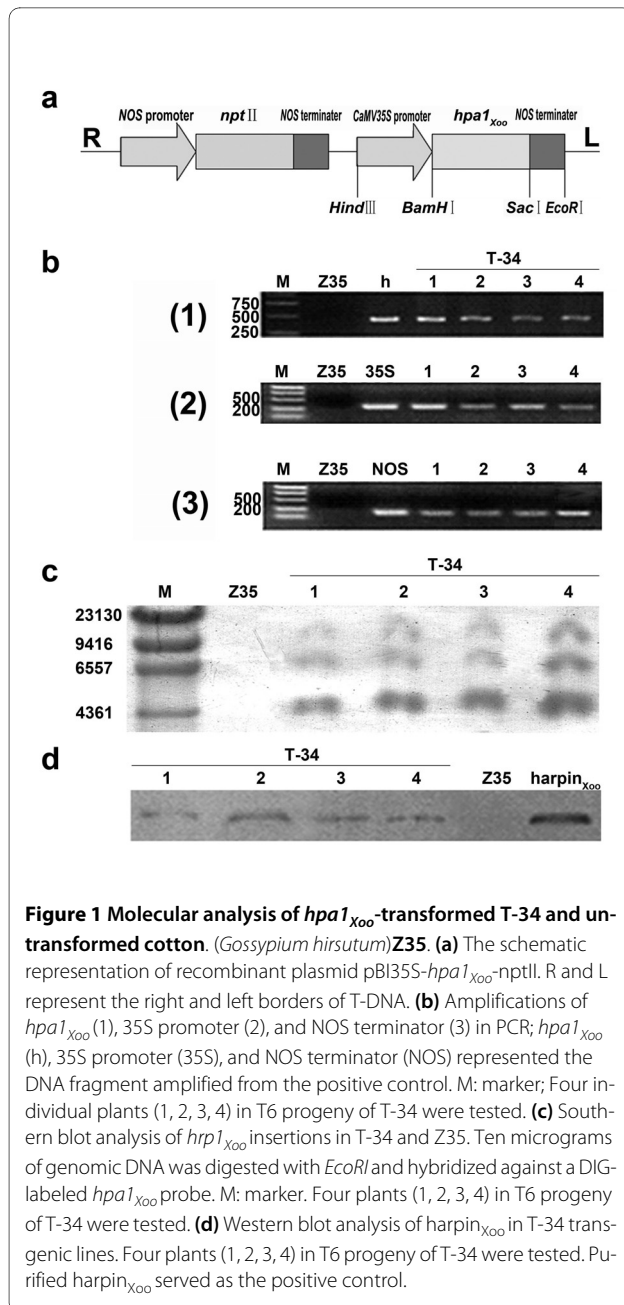 a
NOS promoter nptⅡ NOS terminater CaMV35S promoter hpa1Xoo NOS terminater
R L
HindⅢ BamHⅠ SacⅠ EcoRⅠ
b
T-34
M Z35 h 1 2 3 4
(1)
750
500
250
M Z35 35S 1 2 3 4
(2)
500
200
M Z35 NOS 1 2 3 4
(3)
500
200
c
T-34
M Z35 1 2 3 4
23130
9416
6557
4361
d
T-34
1 2 3 4 Z35 harpinXoo
Figure 1 Molecular analysis of hpa1Xoo-transformed T-34 and un-
transformed cotton. (Gossypium hirsutum)Z35. (a) The schematic
representation of recombinant plasmid pBI35S-hpa1Xoo-nptII. R and L
represent the right and left borders of T-DNA. (b) Amplifications of
hpa1Xoo (1), 35S promoter (2), and NOS terminator (3) in PCR; hpa1Xoo
(h), 35S promoter (35S), and NOS terminator (NOS) represented the
DNA fragment amplified from the positive control. M: marker; Four in-
dividual plants (1, 2, 3, 4) in T6 progeny of T-34 were tested. (c) South-
ern blot analysis of hrp1Xoo insertions in T-34 and Z35. Ten micrograms
of genomic DNA was digested with EcoRI and hybridized against a DIG-
labeled hpa1Xoo probe. M: marker. Four plants (1, 2, 3, 4) in T6 progeny
of T-34 were tested. (d) Western blot analysis of harpinXoo in T-34 trans-
genic lines. Four plants (1, 2, 3, 4) in T6 progeny of T-34 were tested. Pu-
rified harpinXoo served as the positive control.